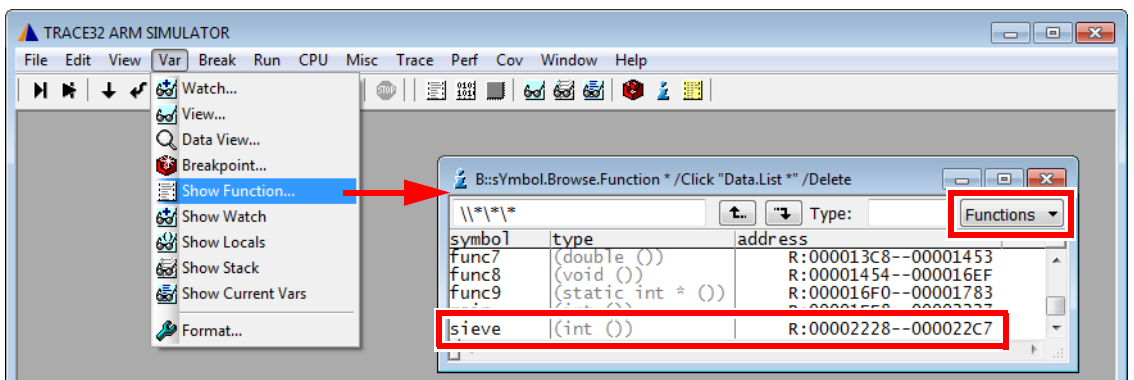 TRACE32 ARM SIMULATOR
File Edit View Var Break Run CPU Misc Trace Perf Cov Window Help
STOP
Watch...
View...
Data View...
Breakpoint...
Show Function...
Show Watch
Show Locals
Show Stack
Show Current Vars
Format...
B::sYmbol.Browse.Function * /Click "Data.List *" /Delete
\\*\*\* Type: Functions
symbol type address
func7 (double ()) R:000013C8--00001453
func8 (void ()) R:00001454--000016EF
func9 (static int * ()) R:000016F0--00001783
sieve (int ()) R:00002228--000022C7